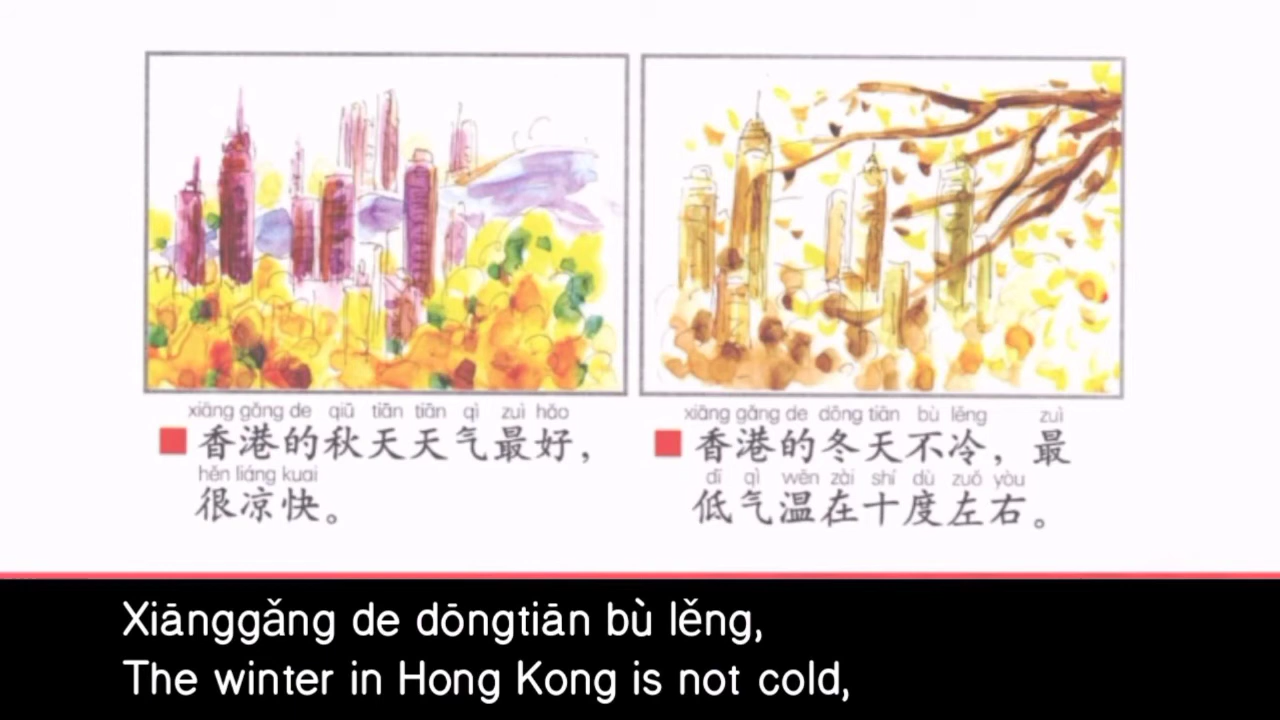 xiāng gǎng de qiū tiān tiān qì zuì hǎo
香港的秋天天气最好，
hěn liáng kuai
很凉快。
xiāng gǎng de dōng tiān bù lěng zuì
香港的冬天不冷，最
dī qì wēn zài shí dù zuǒ yòu
低气温在十度左右。
Xiānggǎng de dōngtiān bù lěng,
The winter in Hong Kong is not cold,